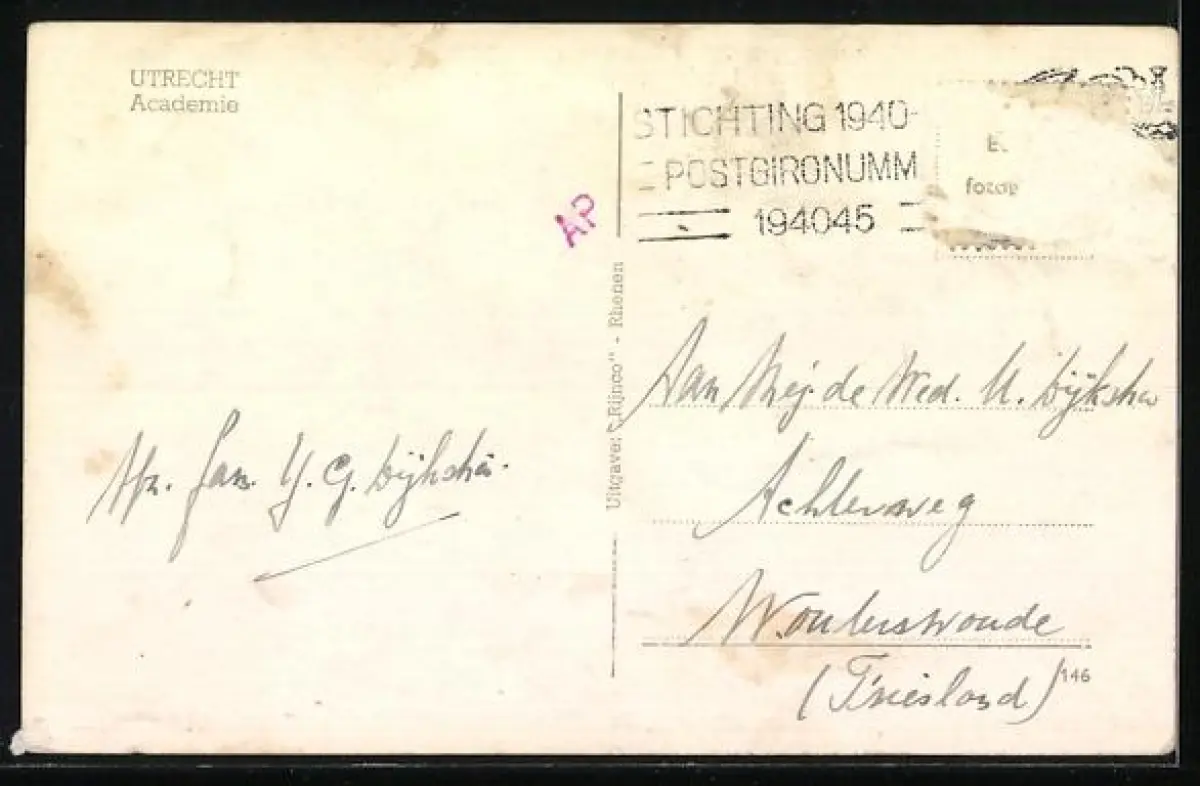 UTRECHT
Academie
STICHTING 1940-
POSTGIRONUMM
194045
AP
Uitgave: „Rijnco" - Rhenen
Aan Mej. de Wed. U. Dijkstra
Achterweg
Wouterswoude
(Friesland)
146
Afz. Jan. Y. G. Dijkstra.